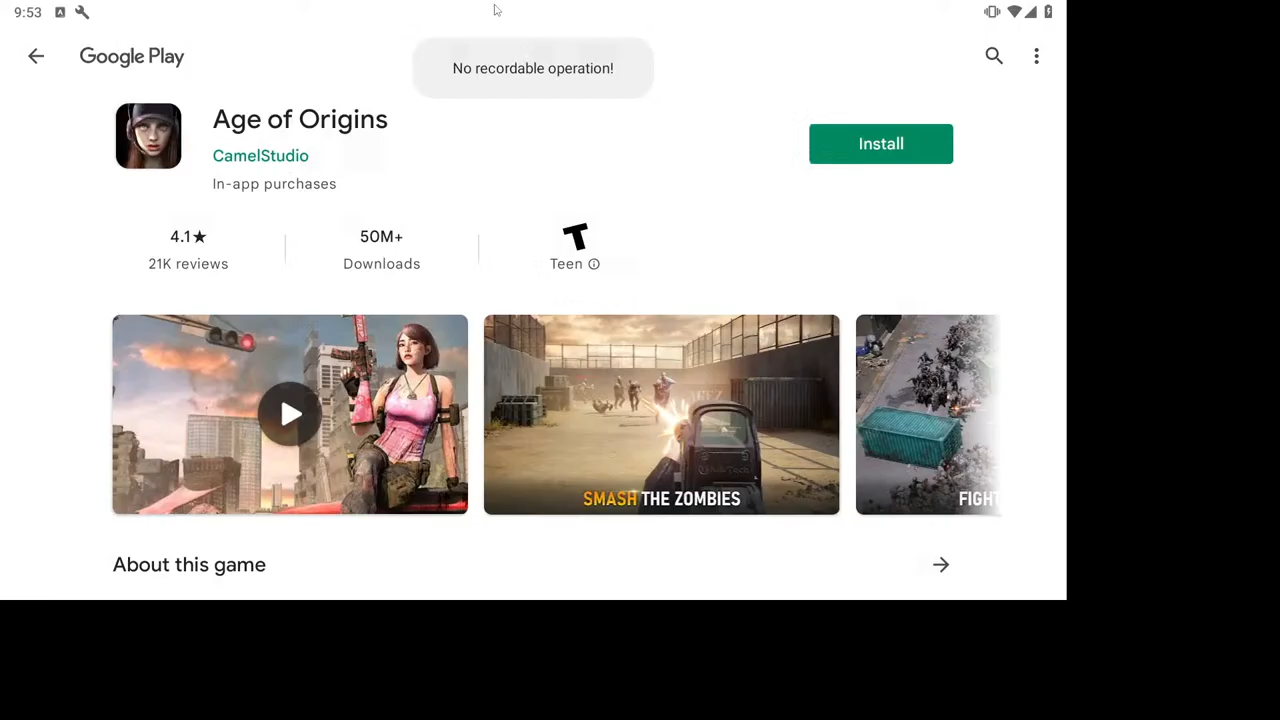 9:53
Google Play
No recordable operation!
Age of Origins
CamelStudio
In-app purchases
Install
4.1★
21K reviews
50M+
Downloads
T
Teen
SMASH THE ZOMBIES
FIGHT
About this game